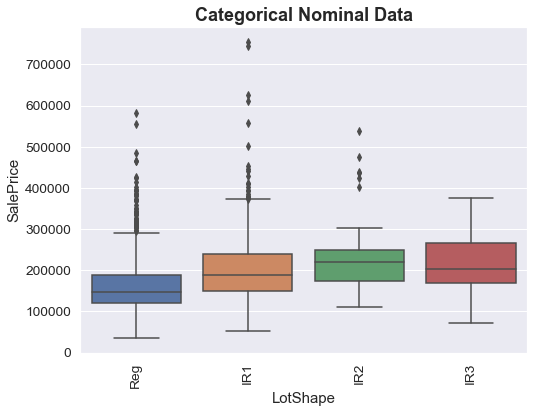 Categorical Nominal Data
SalePrice
700000
600000
500000
400000
300000
200000
100000
0
Reg
IR1
IR2
IR3
LotShape